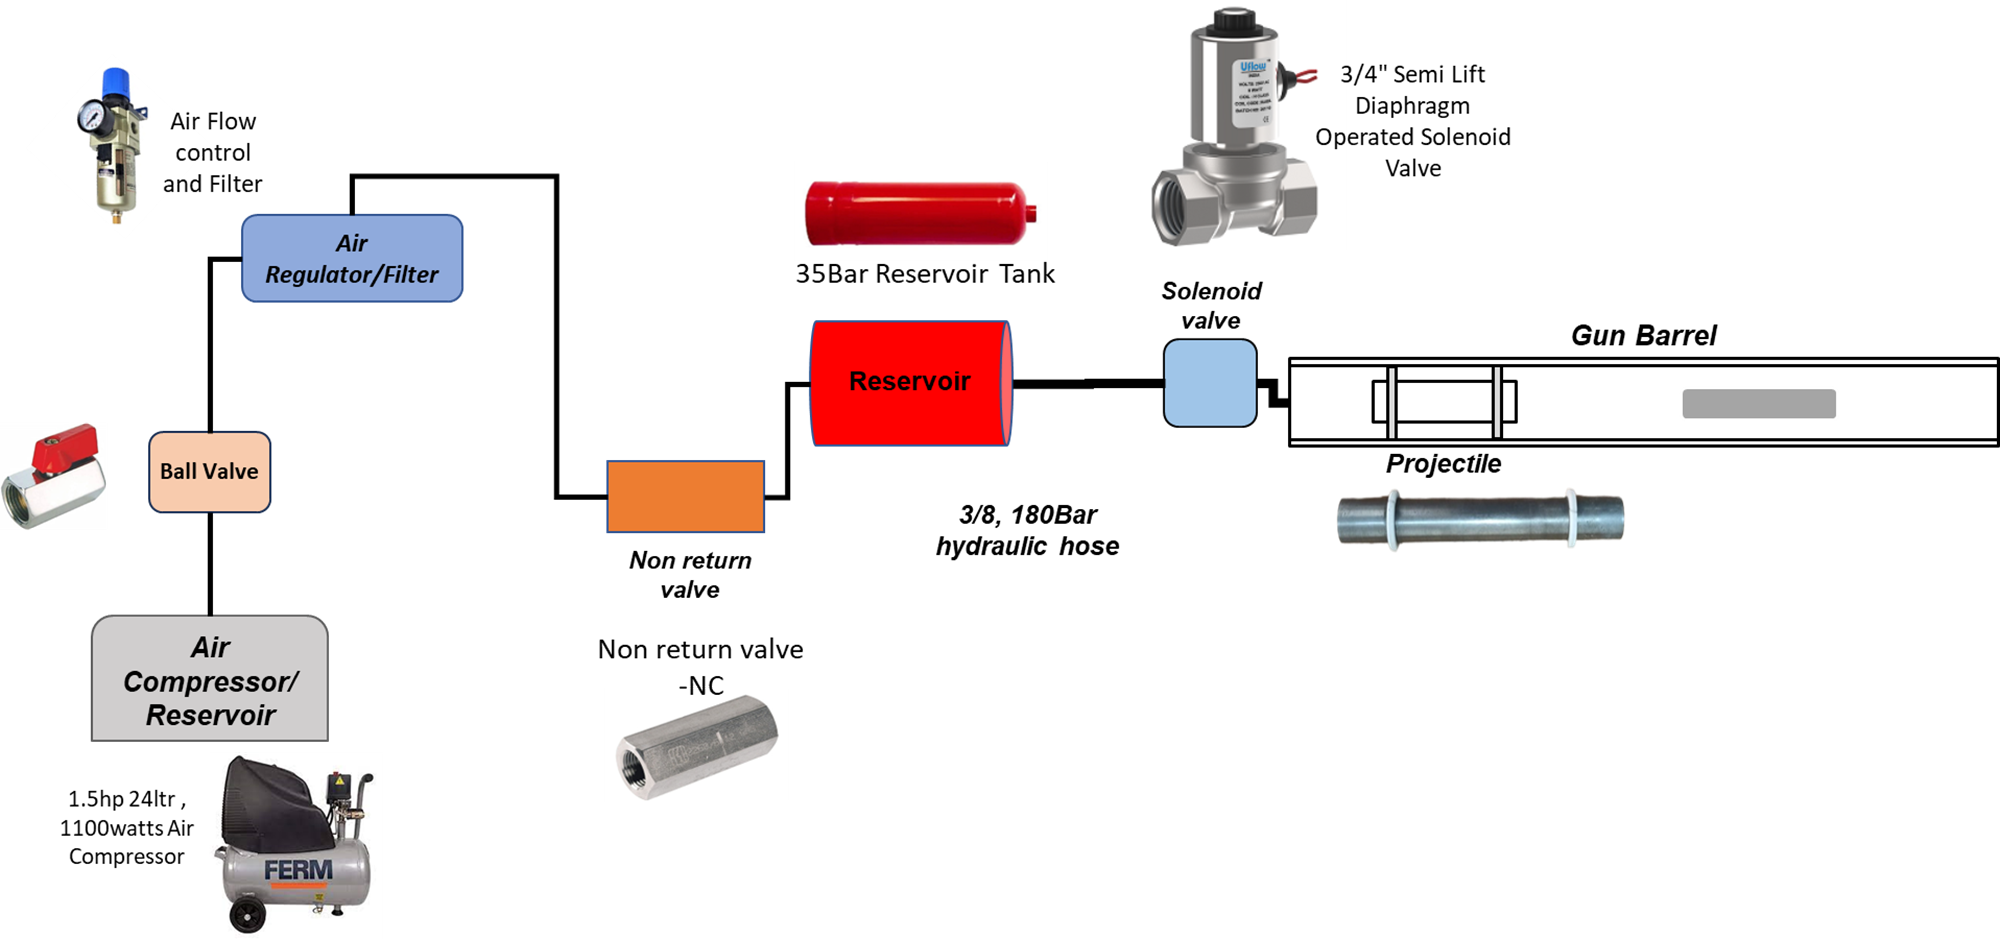 Air Flow
control
and Filter
Air
Regulator/Filter
Ball Valve
Air
Compressor/
Reservoir
1.5hp 24ltr ,
1100watts Air
Compressor
FERM
Non return
valve
Non return valve
-NC
35Bar Reservoir Tank
Reservoir
3/8, 180Bar
hydraulic hose
Uflow
3/4" Semi Lift
Diaphragm
Operated Solenoid
Valve
Solenoid
valve
Gun Barrel
Projectile